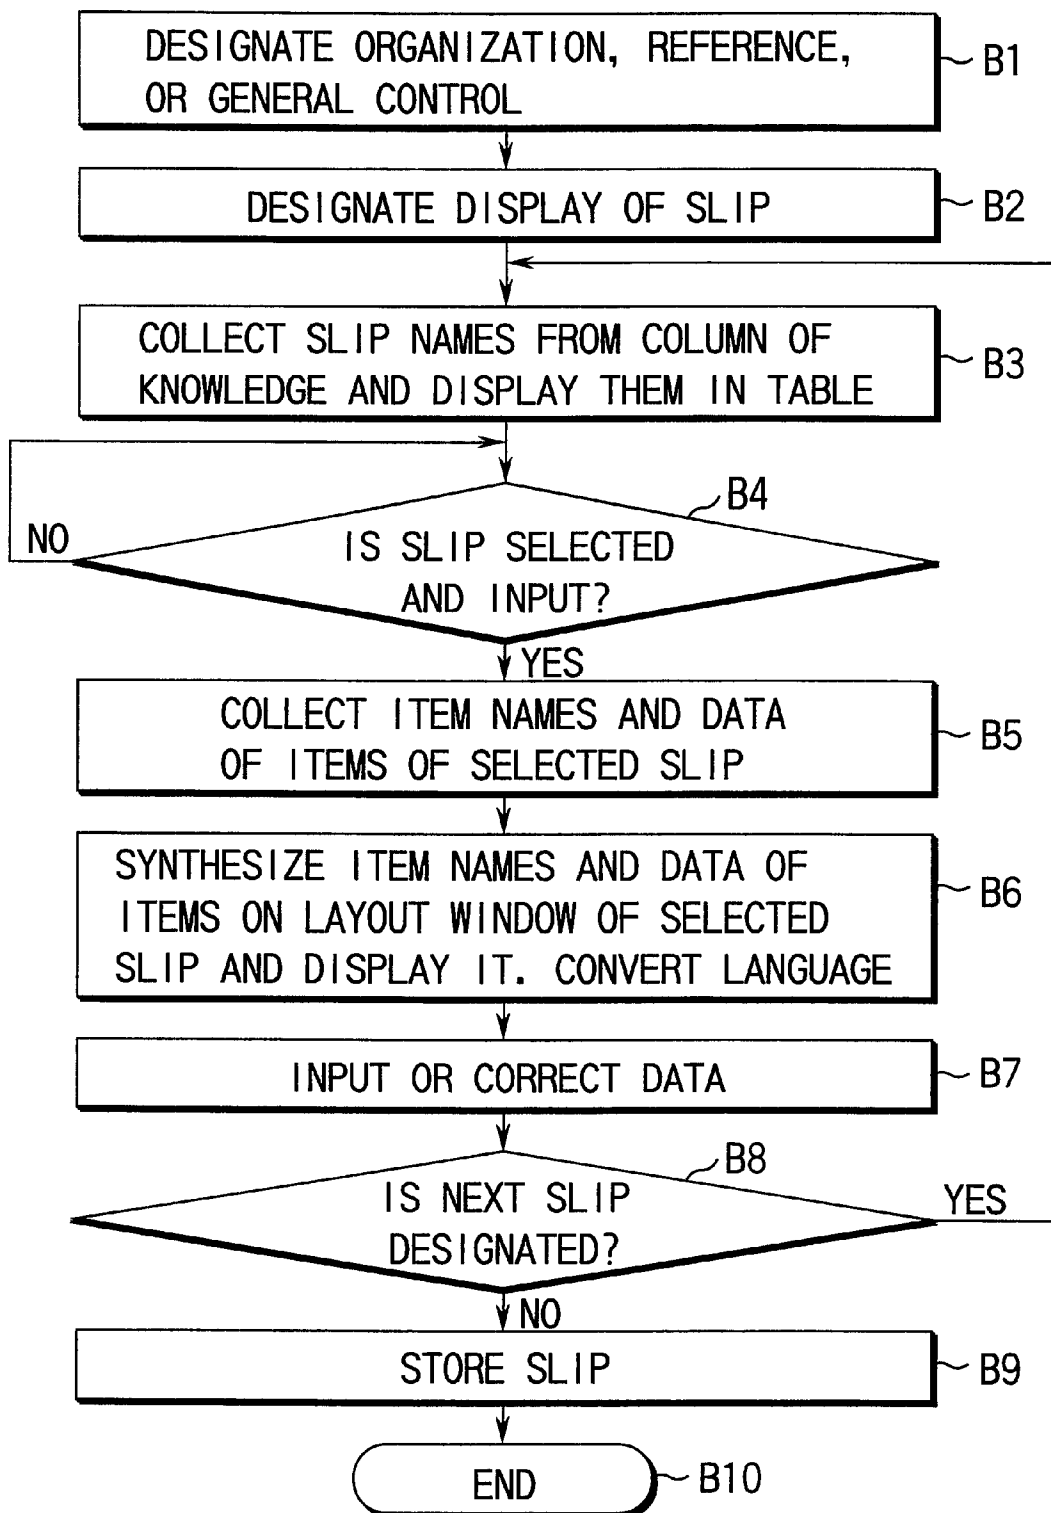 DESIGNATE ORGANIZATION, REFERENCE,
OR GENERAL CONTROL
B1
DESIGNATE DISPLAY OF SLIP
B2
COLLECT SLIP NAMES FROM COLUMN OF
KNOWLEDGE AND DISPLAY THEM IN TABLE
B3
B4
NO
IS SLIP SELECTED
AND INPUT?
YES
COLLECT ITEM NAMES AND DATA
OF ITEMS OF SELECTED SLIP
B5
SYNTHESIZE ITEM NAMES AND DATA OF
ITEMS ON LAYOUT WINDOW OF SELECTED
SLIP AND DISPLAY IT. CONVERT LANGUAGE
B6
INPUT OR CORRECT DATA
B7
B8
IS NEXT SLIP
DESIGNATED?
YES
NO
STORE SLIP
B9
END
B10